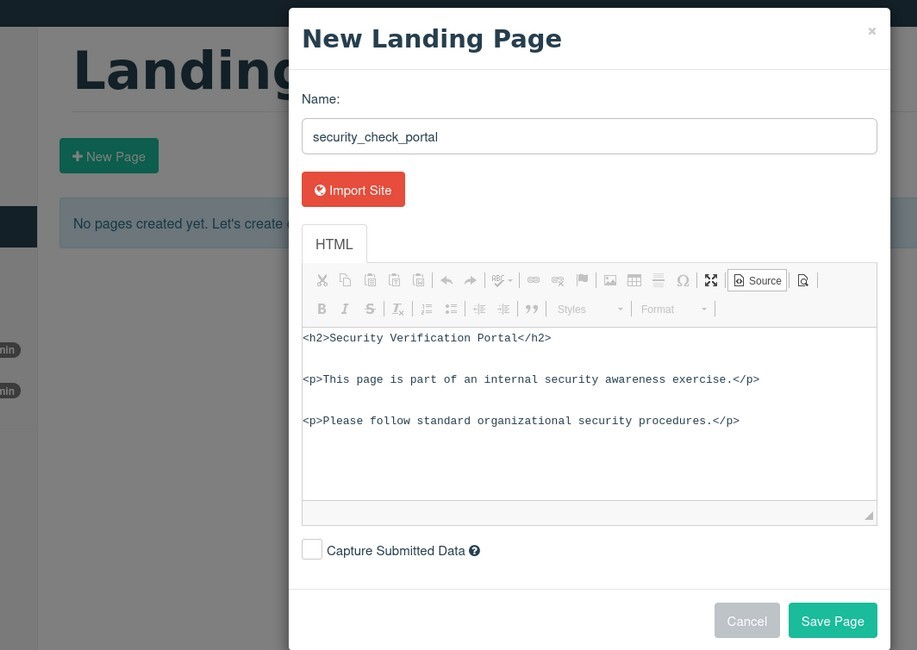 Landing
New Landing Page
×
Name:
security_check_portal
New Page
Import Site
No pages created yet. Let's create
HTML
ABC
Source
B I S Tx
Styles
Format
min
min
<h2>Security Verification Portal</h2>
<p>This page is part of an internal security awareness exercise.</p>
<p>Please follow standard organizational security procedures.</p>
Capture Submitted Data ?
Cancel
Save Page